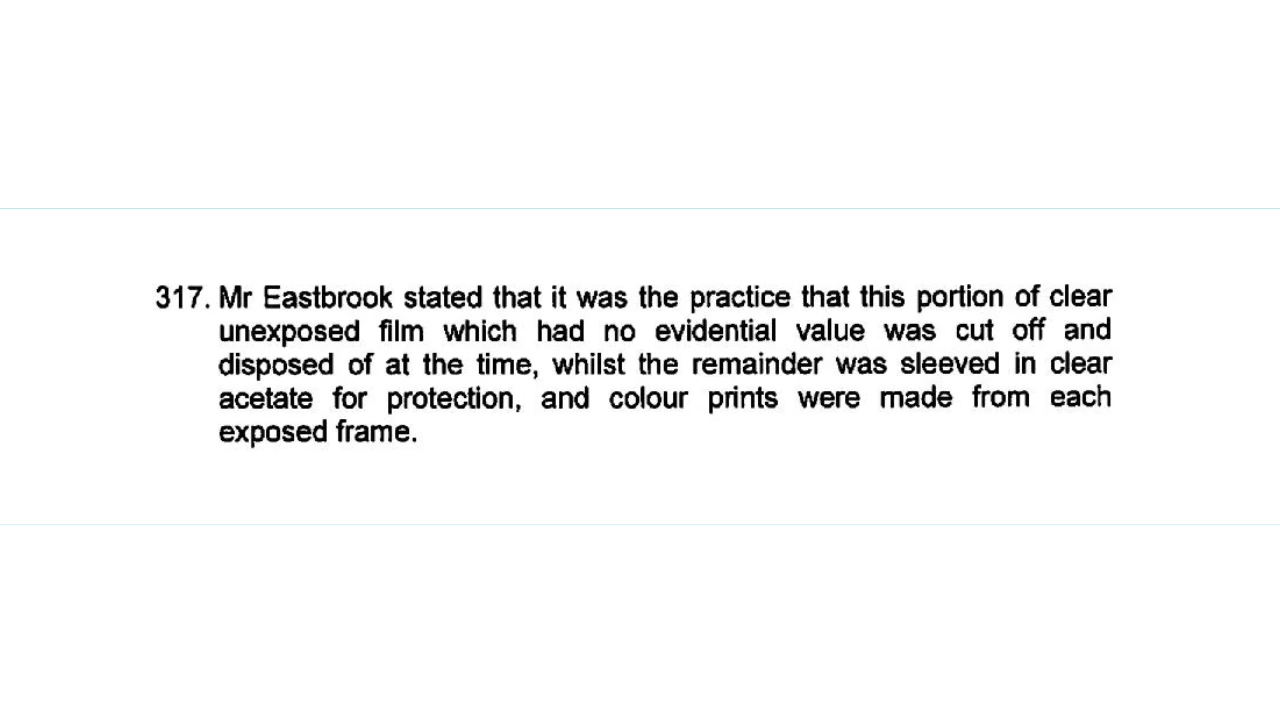 317. Mr Eastbrook stated that it was the practice that this portion of clear
unexposed film which had no evidential value was cut off and
disposed of at the time, whilst the remainder was sleeved in clear
acetate for protection, and colour prints were made from each
exposed frame.